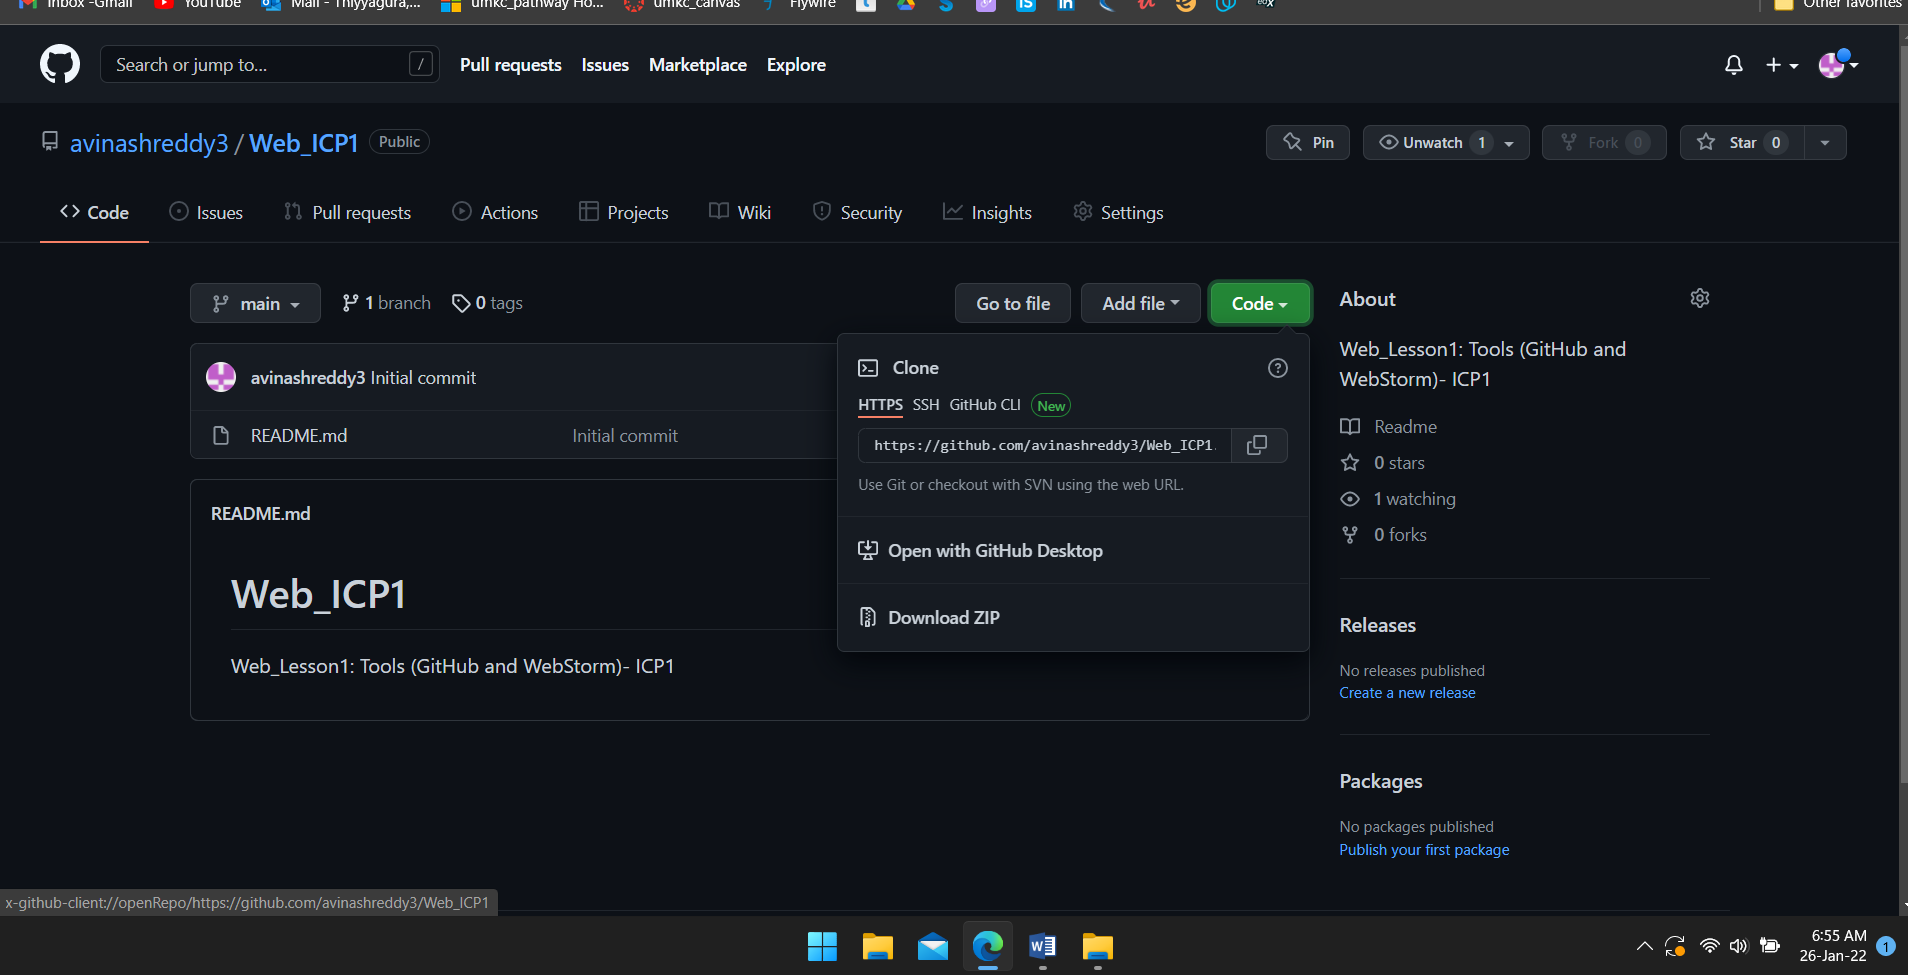 Inbox -Gmail YouTube Mail - Thiyyagura,... umkc_pathway Ho... umkc_canvas Flywire Other favorites
Search or jump to... / Pull requests Issues Marketplace Explore
avinashreddy3 / Web_ICP1 Public Pin Unwatch 1 Fork 0 Star 0
Code Issues Pull requests Actions Projects Wiki Security Insights Settings
main 1 branch 0 tags Go to file Add file Code
avinashreddy3 Initial commit
README.md Initial commit
README.md
Web_ICP1
Web_Lesson1: Tools (GitHub and WebStorm)- ICP1
Clone
HTTPS SSH GitHub CLI New
https://github.com/avinashreddy3/Web_ICP1.
Use Git or checkout with SVN using the web URL.
Open with GitHub Desktop
Download ZIP
About
Web_Lesson1: Tools (GitHub and
WebStorm)- ICP1
Readme
0 stars
1 watching
0 forks
Releases
No releases published
Create a new release
Packages
No packages published
Publish your first package
x-github-client://openRepo/https://github.com/avinashreddy3/Web_ICP1
6:55 AM
26-Jan-22 1